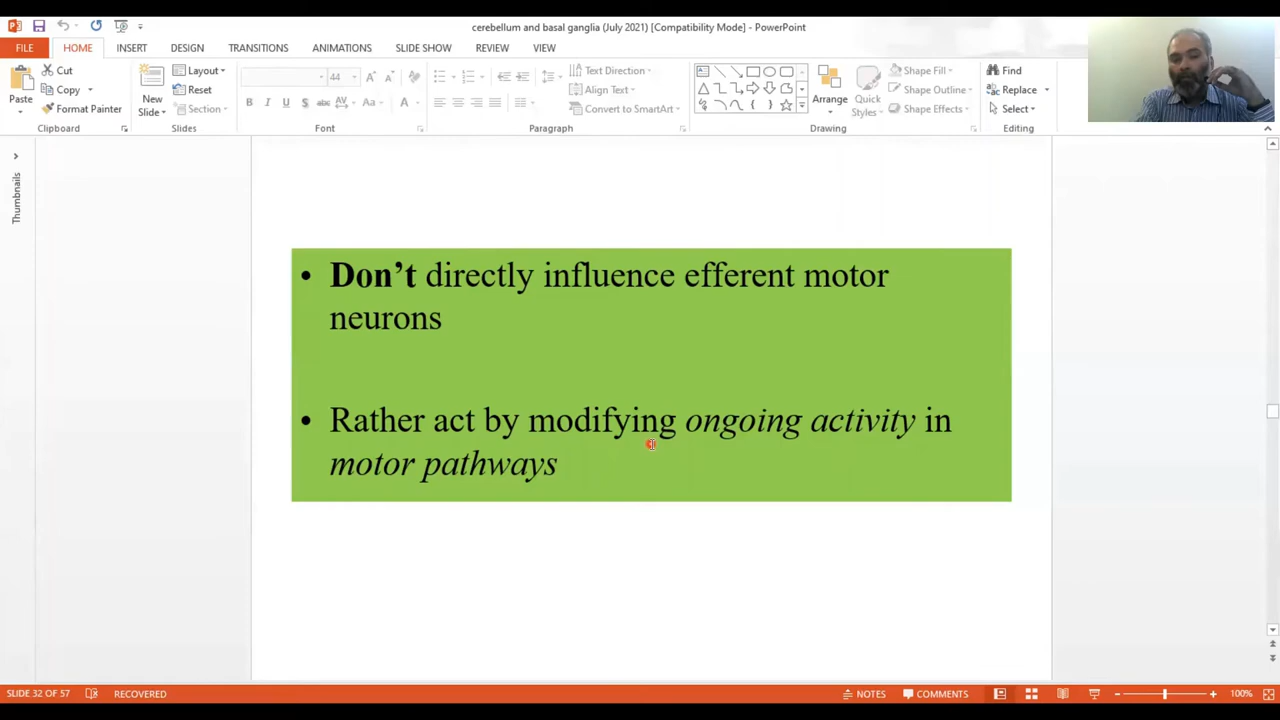 cerebellum and basal ganglia (July 2021) [Compatibility Mode] - PowerPoint
FILE HOME INSERT DESIGN TRANSITIONS ANIMATIONS SLIDE SHOW REVIEW VIEW
Paste
Cut
Copy
Format Painter
Clipboard
New Slide
Layout
Reset
Section
Slides
44
B I U S abc AV Aa A
Font
Text Direction
Align Text
Convert to SmartArt
Paragraph
Arrange
Quick Styles
Shape Fill
Shape Outline
Shape Effects
Drawing
Find
Replace
Select
Editing
Thumbnails
• Don't directly influence efferent motor
neurons
• Rather act by modifying ongoing activity in
motor pathways
SLIDE 32 OF 57 RECOVERED NOTES COMMENTS 100%